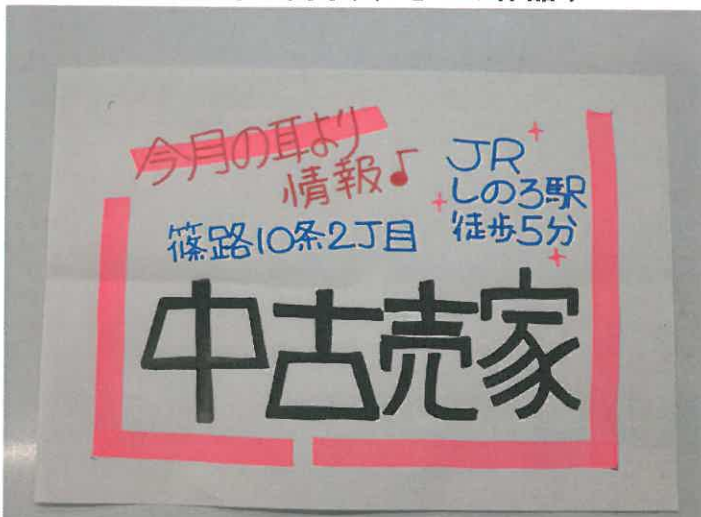 今月の耳より
情報♪
JR
しのろ駅
徒歩5分
篠路10条2丁目
中古売家